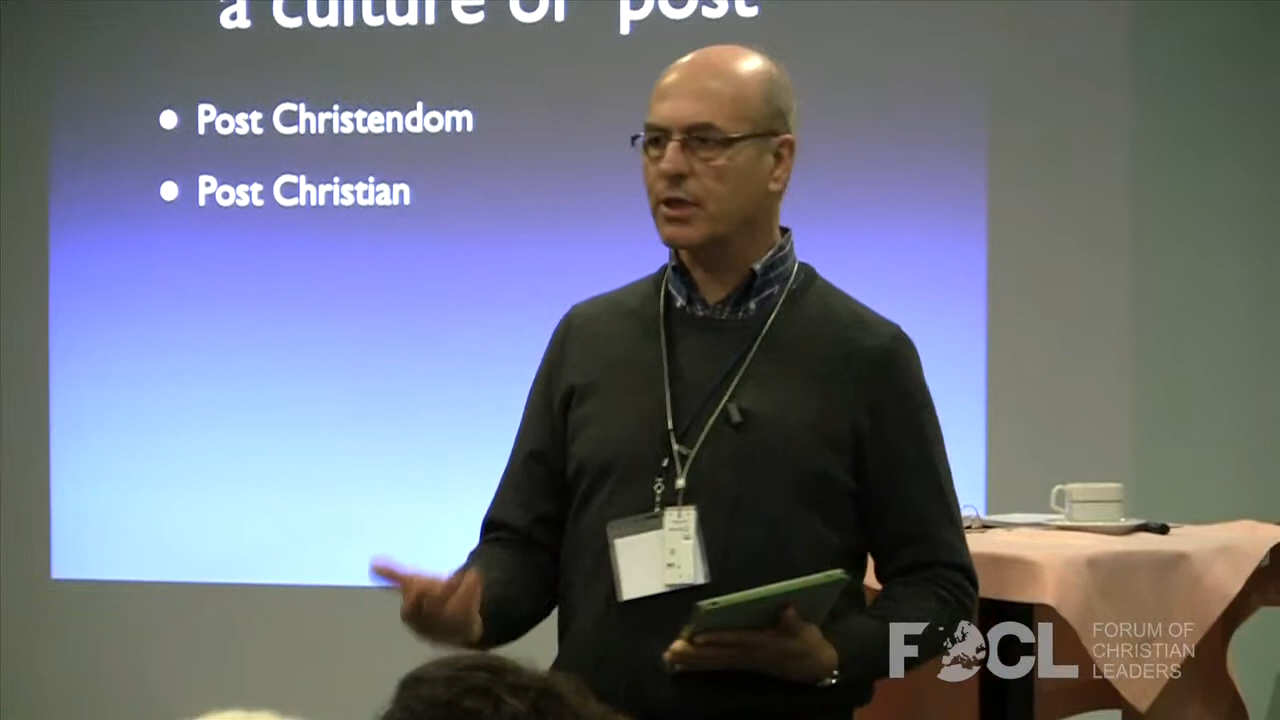 a culture of "post"
• Post Christendom
• Post Christian
FOCL
FORUM OF
CHRISTIAN
LEADERS